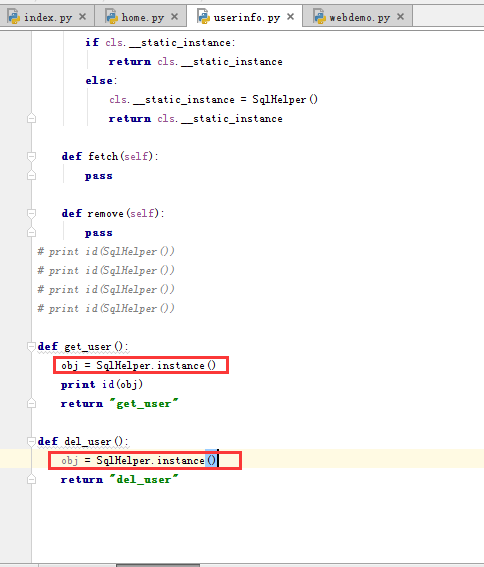 index.py × home.py × userinfo.py × webdemo.py ×
if cls.__static_instance:
return cls.__static_instance
else:
cls.__static_instance = SqlHelper()
return cls.__static_instance
def fetch(self):
pass
def remove(self):
pass
# print id(SqlHelper())
# print id(SqlHelper())
# print id(SqlHelper())
# print id(SqlHelper())
def get_user():
obj = SqlHelper.instance()
print id(obj)
return "get_user"
def del_user():
obj = SqlHelper.instance()
return "del_user"